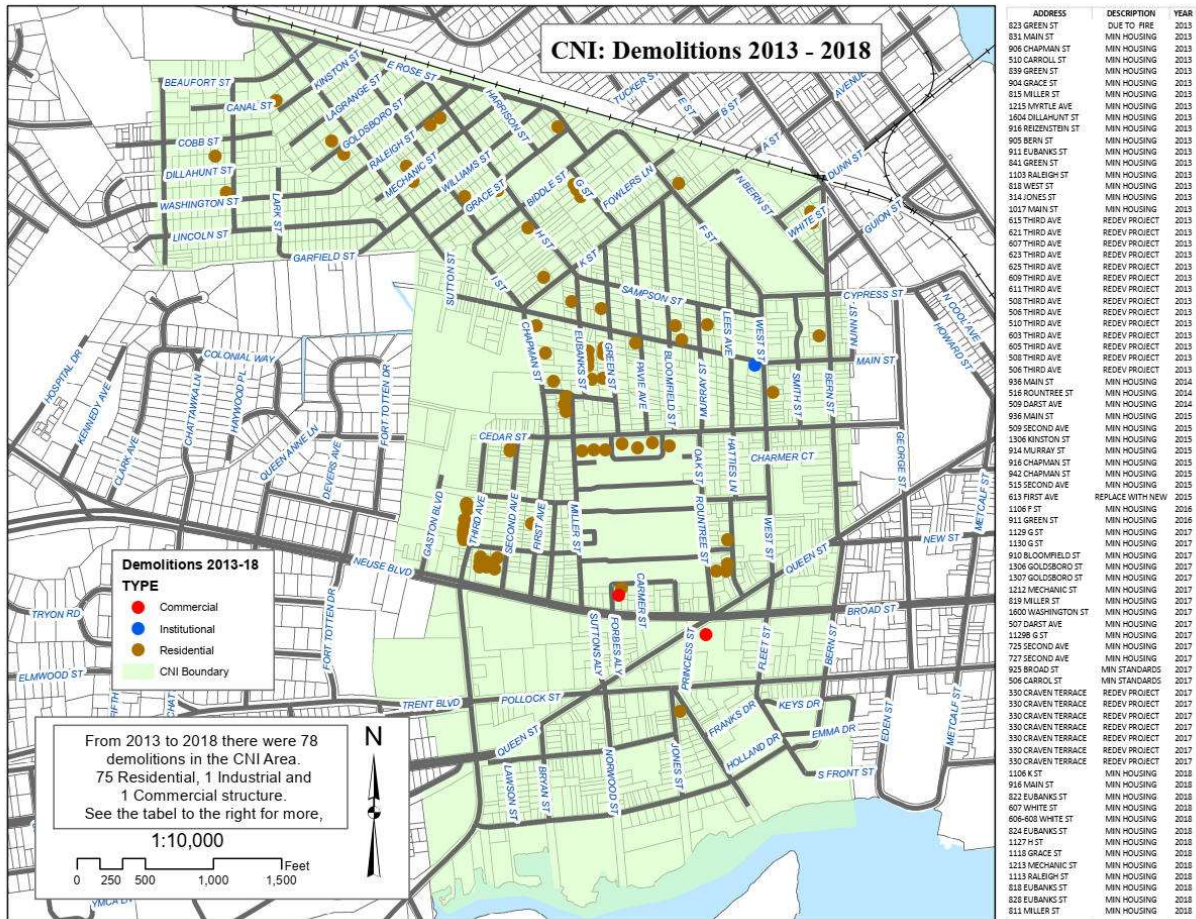 CNI: Demolitions 2013 - 2018
BEAUFORT ST
KINSTON ST
E ROSE ST
HARRISON ST
TUCKER ST
E ST
B ST
AVENUE
CANAL ST
LAGRANGE ST
GOLDSBORO ST
COBB ST
RALEIGH ST
A ST
DILLAHUNT ST
MECHANIC ST
WILLIAMS ST
G ST
FOWLERS LN
DUNN ST
WASHINGTON ST
LARK ST
GRACE ST
BIDDLE ST
N BERN ST
WHITE ST
GUION ST
LINCOLN ST
H ST
F ST
GARFIELD ST
K ST
SUTTON ST
I ST
SAMPSON ST
CYPRESS ST
N COOL AVE
HOWARD ST
NUNN ST
CHAPMAN ST
EUBANKS ST
GREEN ST
PAVIE AVE
BLOOMFIELD ST
MURRAY ST
LEES AVE
WEST ST
MAIN ST
SMITH ST
BERN ST
HOSPITAL DR
KENNEDY AVE
COLONIAL WAY
CLARK AVE
CHATTAWKA LN
HAYWOOD PL
QUEEN ANNE LN
DEVERS AVE
FORT TOTTEN DR
CEDAR ST
OAK ST
HATTIES LN
CHARMER CT
GEORGE ST
METCALF ST
GASTON BLVD
THIRD AVE
SECOND AVE
FIRST AVE
MILLER ST
ROUNTREE ST
WEST ST
QUEEN ST
NEW ST
NEUSE BLVD
CARMER ST
BROAD ST
SUTTONS ALY
FORBES ALY
PRINCESS ST
FLEET ST
BERN ST
TRYON RD
FORT TOTTEN DR
ELMWOOD ST
TRENT BLVD
POLLOCK ST
KEYS DR
FRANKS DR
EMMA DR
EDEN ST
METCALF ST
HOLLAND DR
S FRONT ST
QUEEN ST
LAWSON ST
BRYAN ST
NORWOOD ST
JONES ST
YMCA LN
Demolitions 2013-18
TYPE
Commercial
Institutional
Residential
CNI Boundary
From 2013 to 2018 there were 78
demolitions in the CNI Area.
75 Residential, 1 Industrial and
1 Commercial structure.
See the tabel to the right for more,
N
1:10,000
Feet
0 250 500 1,000 1,500
ADDRESS DESCRIPTION YEAR
823 GREEN ST DUE TO FIRE 2013
831 MAIN ST MIN HOUSING 2013
906 CHAPMAN ST MIN HOUSING 2013
510 CARROLL ST MIN HOUSING 2013
839 GREEN ST MIN HOUSING 2013
904 GRACE ST MIN HOUSING 2013
815 MILLER ST MIN HOUSING 2013
1215 MYRTLE AVE MIN HOUSING 2013
1604 DILLAHUNT ST MIN HOUSING 2013
916 REIZENSTEIN ST MIN HOUSING 2013
905 BERN ST MIN HOUSING 2013
911 EUBANKS ST MIN HOUSING 2013
841 GREEN ST MIN HOUSING 2013
1103 RALEIGH ST MIN HOUSING 2013
818 WEST ST MIN HOUSING 2013
314 JONES ST MIN HOUSING 2013
1017 MAIN ST MIN HOUSING 2013
615 THIRD AVE REDEV PROJECT 2013
621 THIRD AVE REDEV PROJECT 2013
607 THIRD AVE REDEV PROJECT 2013
623 THIRD AVE REDEV PROJECT 2013
625 THIRD AVE REDEV PROJECT 2013
609 THIRD AVE REDEV PROJECT 2013
611 THIRD AVE REDEV PROJECT 2013
508 THIRD AVE REDEV PROJECT 2013
506 THIRD AVE REDEV PROJECT 2013
510 THIRD AVE REDEV PROJECT 2013
603 THIRD AVE REDEV PROJECT 2013
605 THIRD AVE REDEV PROJECT 2013
508 THIRD AVE REDEV PROJECT 2013
506 THIRD AVE REDEV PROJECT 2013
936 MAIN ST MIN HOUSING 2014
516 ROUNTREE ST MIN HOUSING 2014
509 DARST AVE MIN HOUSING 2014
936 MAIN ST MIN HOUSING 2015
509 SECOND AVE MIN HOUSING 2015
1306 KINSTON ST MIN HOUSING 2015
914 MURRAY ST MIN HOUSING 2015
916 CHAPMAN ST MIN HOUSING 2015
942 CHAPMAN ST MIN HOUSING 2015
515 SECOND AVE MIN HOUSING 2015
613 FIRST AVE REPLACE WITH NEW 2015
1106 F ST MIN HOUSING 2016
911 GREEN ST MIN HOUSING 2016
1129 G ST MIN HOUSING 2017
1130 G ST MIN HOUSING 2017
910 BLOOMFIELD ST MIN HOUSING 2017
1306 GOLDSBORO ST MIN HOUSING 2017
1307 GOLDSBORO ST MIN HOUSING 2017
8212 MECHANIC ST MIN HOUSING 2017
819 MILLER ST MIN HOUSING 2017
1600 WASHINGTON ST MIN HOUSING 2017
507 DARST AVE MIN HOUSING 2017
1129B G ST MIN HOUSING 2017
725 SECOND AVE MIN HOUSING 2017
727 SECOND AVE MIN HOUSING 2017
925 BROAD ST MIN STANDARDS 2017
506 CARROL ST MIN STANDARDS 2017
330 CRAVEN TERRACE REDEV PROJECT 2017
330 CRAVEN TERRACE REDEV PROJECT 2017
330 CRAVEN TERRACE REDEV PROJECT 2017
330 CRAVEN TERRACE REDEV PROJECT 2017
330 CRAVEN TERRACE REDEV PROJECT 2017
330 CRAVEN TERRACE REDEV PROJECT 2017
1106 K ST MIN HOUSING 2018
916 MAIN ST MIN HOUSING 2018
822 EUBANKS ST MIN HOUSING 2018
607 WHITE ST MIN HOUSING 2018
606-608 WHITE ST MIN HOUSING 2018
824 EUBANKS ST MIN HOUSING 2018
1127 H ST MIN HOUSING 2018
1118 GRACE ST MIN HOUSING 2018
1213 MECHANIC ST MIN HOUSING 2018
1113 RALEIGH ST MIN HOUSING 2018
818 EUBANKS ST MIN HOUSING 2018
828 EUBANKS ST MIN HOUSING 2018
811 MILLER ST MIN HOUSING 2018